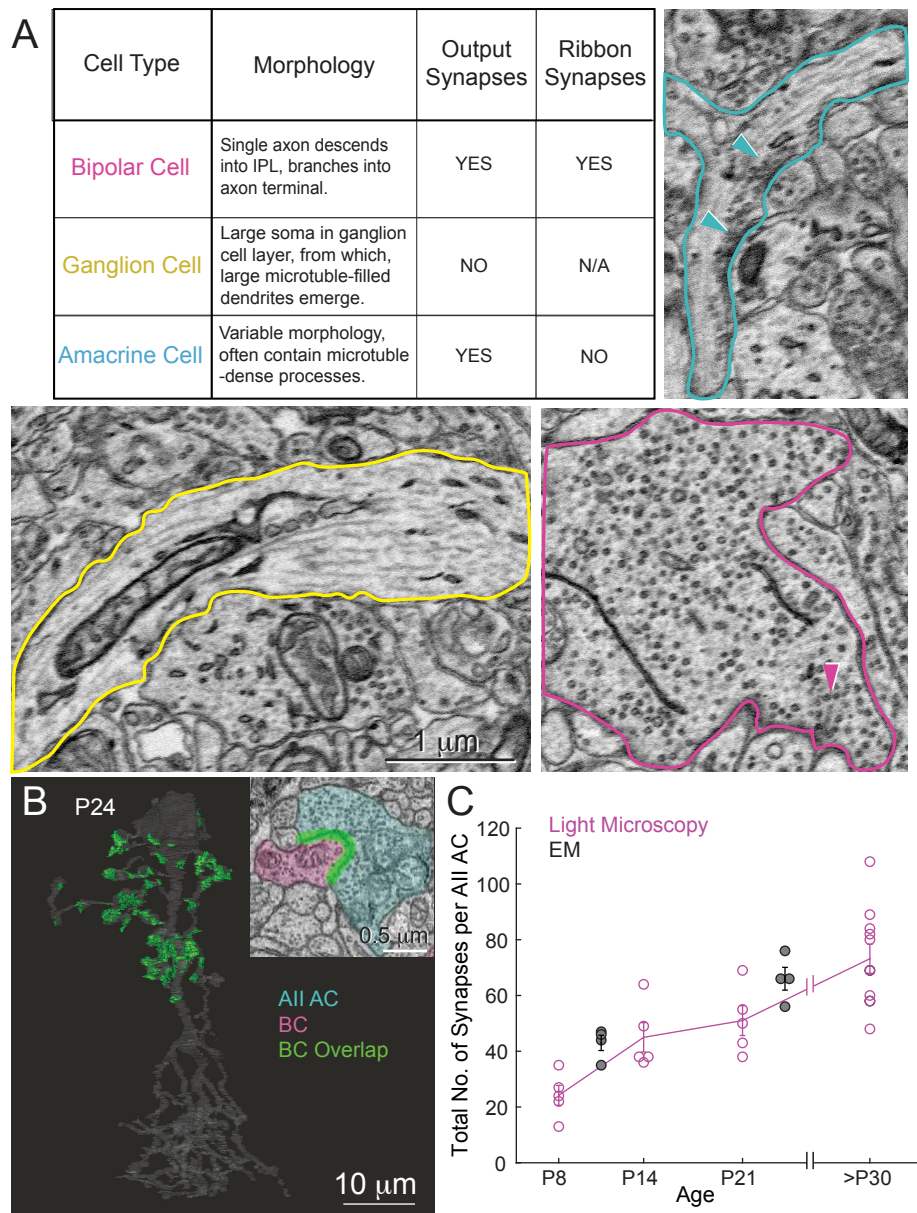 A
Cell Type
Morphology
Output
Synapses
Ribbon
Synapses
Bipolar Cell
Single axon descends
into IPL, branches into
axon terminal.
YES
YES
Ganglion Cell
Large soma in ganglion
cell layer, from which,
large microtuble-filled
dendrites emerge.
NO
N/A
Amacrine Cell
Variable morphology,
often contain microtuble
-dense processes.
YES
NO
1 μm
B
P24
0.5 μm
AII AC
BC
BC Overlap
10 μm
C
Light Microscopy
EM
Total No. of Synapses per AII AC
120
100
80
60
40
20
0
P8
P14
P21
>P30
Age